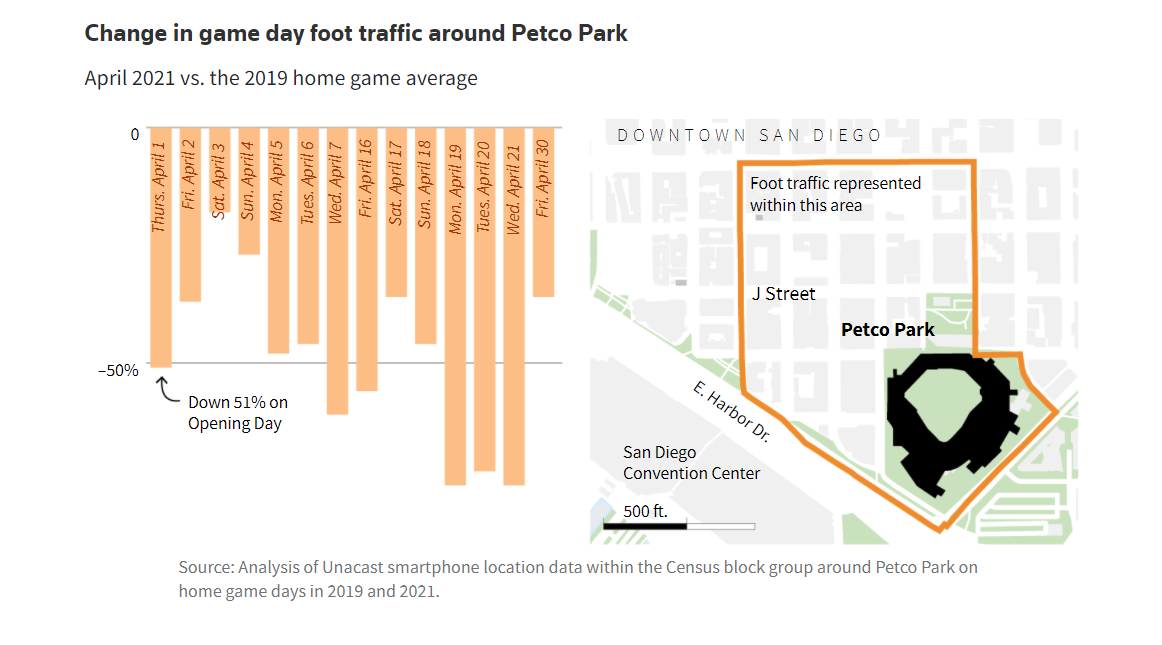 Change in game day foot traffic around Petco Park
April 2021 vs. the 2019 home game average
0
Thurs. April 1
Fri. April 2
Sat. April 3
Sun. April 4
Mon. April 5
Tues. April 6
Wed. April 7
Fri. April 16
Sat. April 17
Sun. April 18
Mon. April 19
Tues. April 20
Wed. April 21
Fri. April 30
–50%
Down 51% on
Opening Day
DOWNTOWN SAN DIEGO
Foot traffic represented
within this area
J Street
Petco Park
E. Harbor Dr.
San Diego
Convention Center
500 ft.
Source: Analysis of Unacast smartphone location data within the Census block group around Petco Park on
home game days in 2019 and 2021.